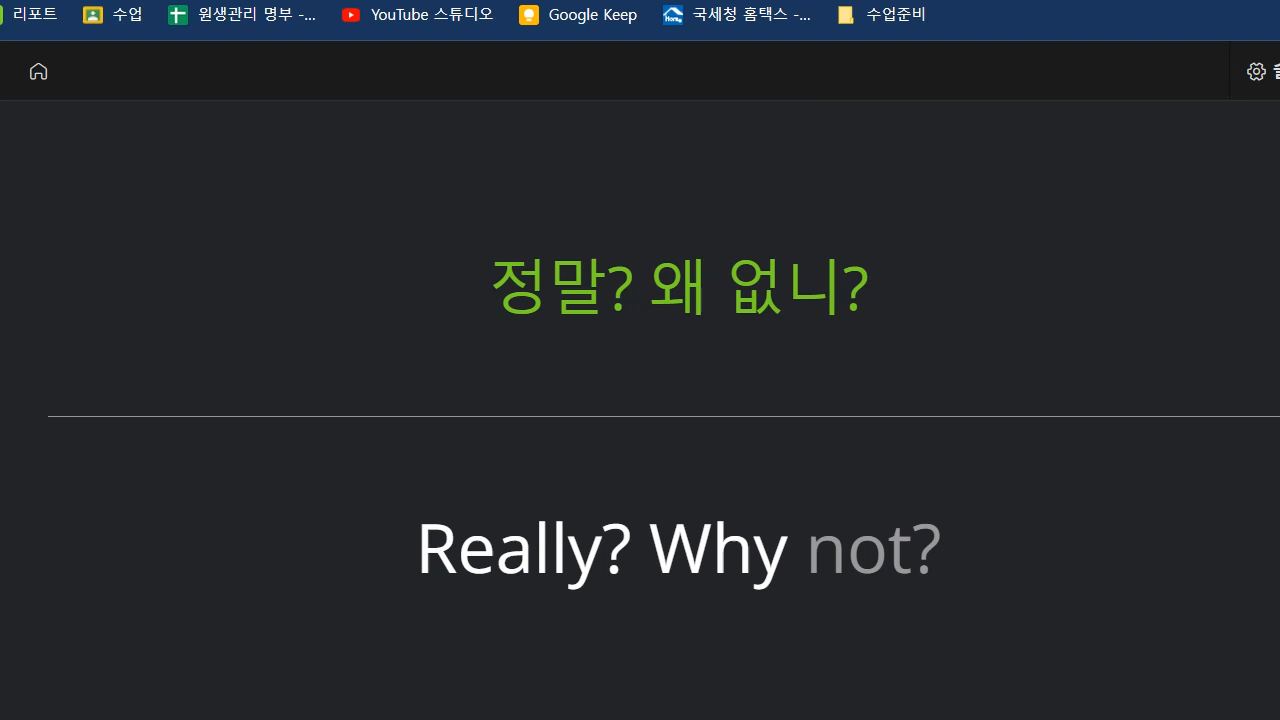 리포트 수업 원생관리 명부 -... YouTube 스튜디오 Google Keep 국세청 홈택스 -... 수업준비
정말? 왜 없니?
Really? Why not?